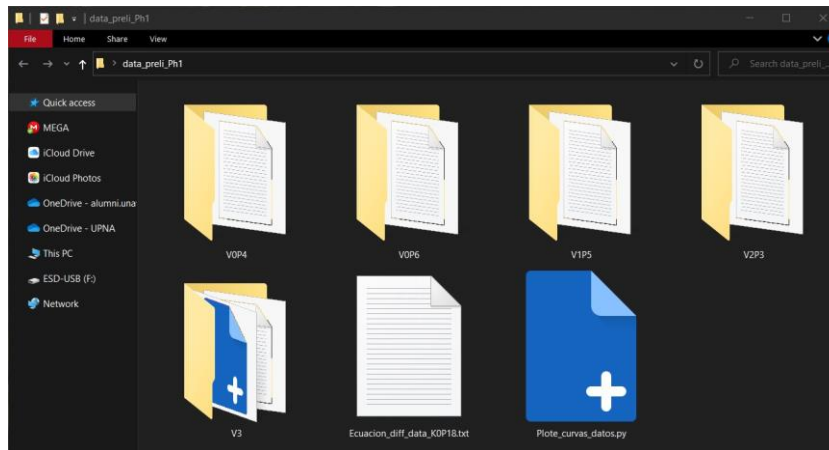 data_preli_Ph1
File Home Share View
data_preli_Ph1
Search data_preli_...
Quick access
MEGA
iCloud Drive
iCloud Photos
OneDrive - alumni.una
OneDrive - UPNA
This PC
ESD-USB (F:)
Network
V0P4 V0P6 V1P5 V2P3
V3 Ecuacion_diff_data_K0P18.txt Plote_curvas_datos.py